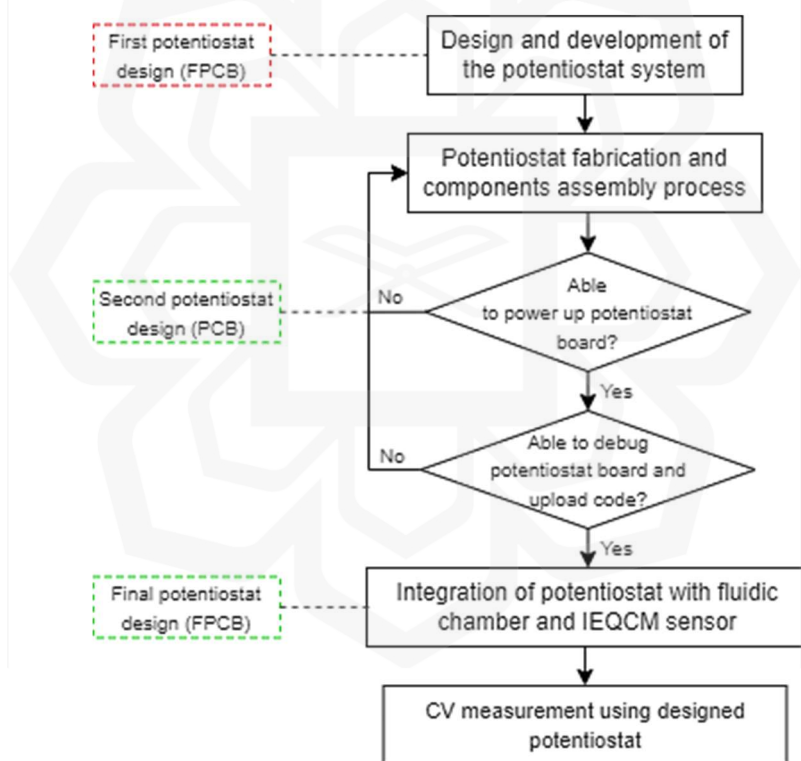 First potentiostat
design (FPCB)
Design and development of
the potentiostat system
Potentiostat fabrication and
components assembly process
Second potentiostat
design (PCB)
No
Able
to power up potentiostat
board?
Yes
No
Able to debug
potentiostat board and
upload code?
Yes
Final potentiostat
design (FPCB)
Integration of potentiostat with fluidic
chamber and IEQCM sensor
CV measurement using designed
potentiostat